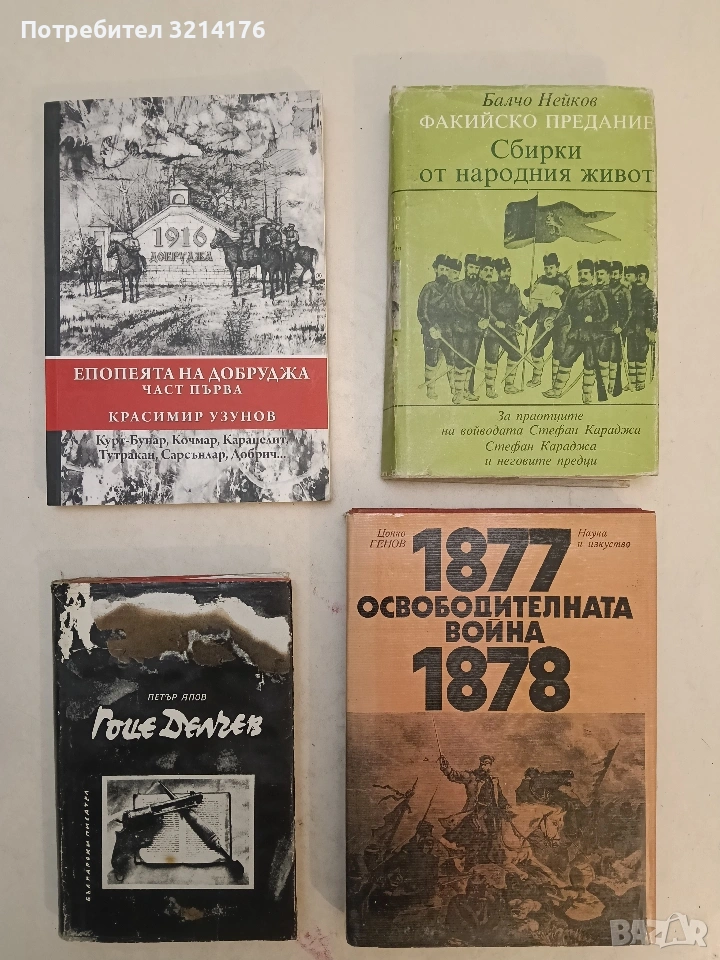 Потребител 3214176
1916
ДОБРУДЖА
ЕПОПЕЯТА НА ДОБРУДЖА
ЧАСТ ПЪРВА
КРАСИМИР УЗУНОВ
Курт-Бунар, Кочмар, Карапелит,
Тутракан, Сарсънлар, Добрич...
Балчо Нейков
ФАКИЙСКО ПРЕДАНИЕ
Сбирки
от народния живот
За праотците
на войводата Стефан Караджа
Стефан Караджа
и неговите предци
ПЕТЪР ЯПОВ
Гоце Делчев
БЪЛГАРСКИ ПИСАТЕЛ
Цонко
ГЕНОВ
Наука
и изкуство
1877
ОСВОБОДИТЕЛНАТА
ВОЙНА
1878
BAZAR